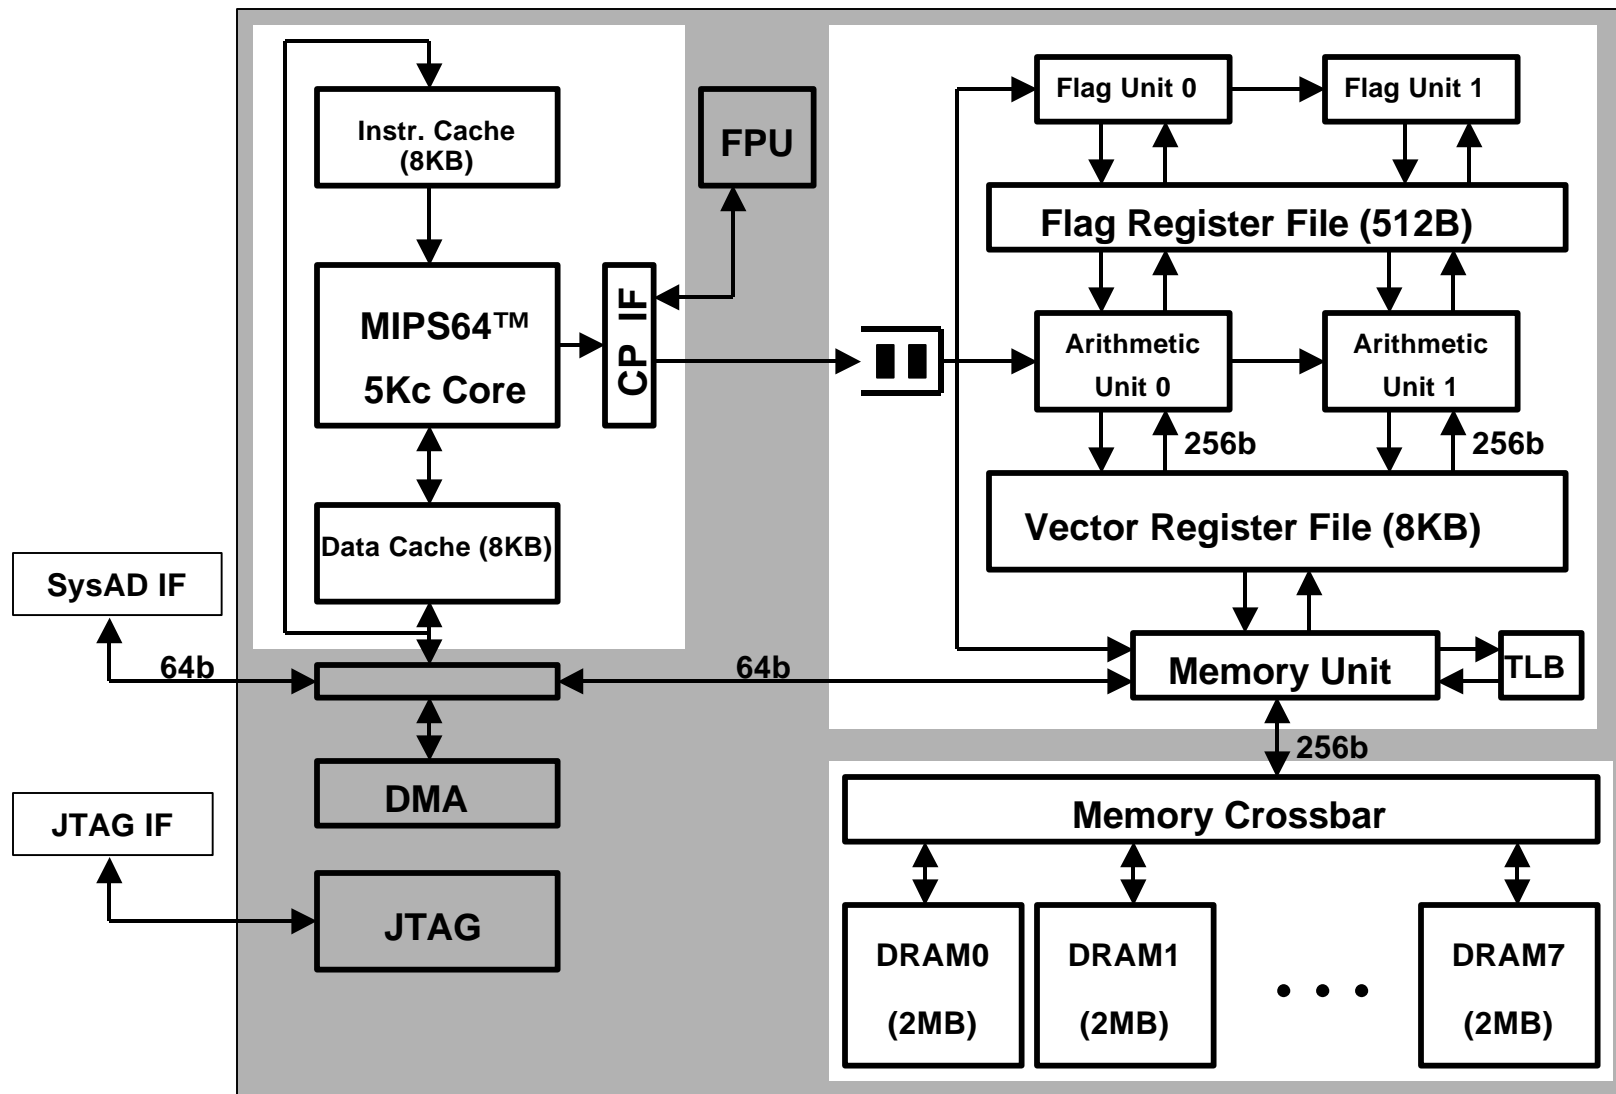 Instr. Cache
(8KB)
FPU
Flag Unit 0
Flag Unit 1
Flag Register File (512B)
MIPS64™
5Kc Core
CP IF
Arithmetic
Unit 0
Arithmetic
Unit 1
256b
256b
Vector Register File (8KB)
Data Cache (8KB)
SysAD IF
64b
64b
Memory Unit
TLB
256b
DMA
Memory Crossbar
JTAG IF
JTAG
DRAM0
(2MB)
DRAM1
(2MB)
• • •
DRAM7
(2MB)